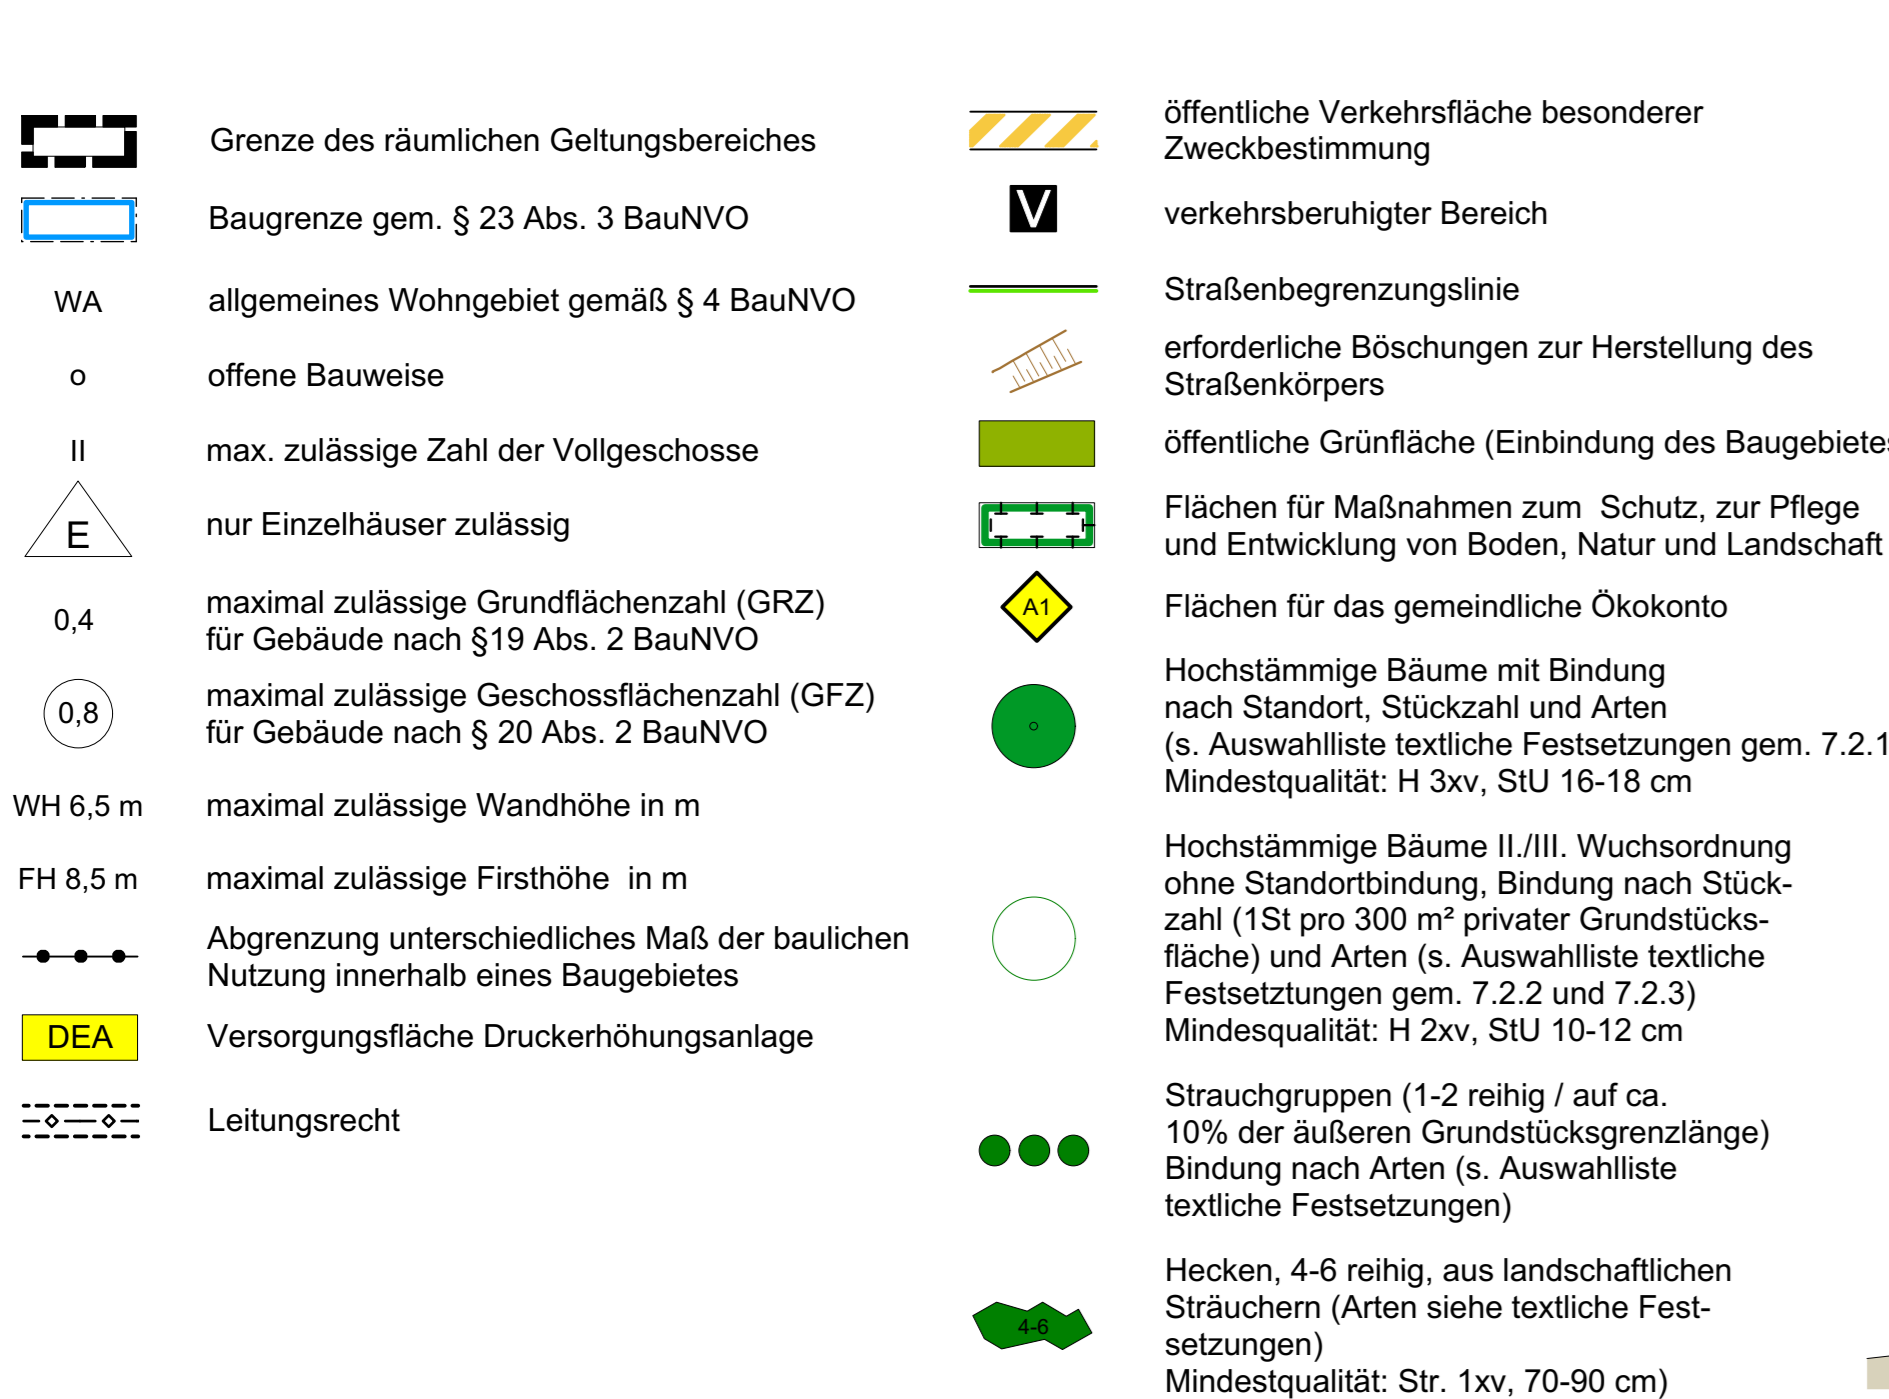 Grenze des räumlichen Geltungsbereiches
Baugrenze gem. § 23 Abs. 3 BauNVO
WA allgemeines Wohngebiet gemäß § 4 BauNVO
o offene Bauweise
II max. zulässige Zahl der Vollgeschosse
E nur Einzelhäuser zulässig
0,4 maximal zulässige Grundflächenzahl (GRZ)
für Gebäude nach §19 Abs. 2 BauNVO
0,8 maximal zulässige Geschossflächenzahl (GFZ)
für Gebäude nach § 20 Abs. 2 BauNVO
WH 6,5 m maximal zulässige Wandhöhe in m
FH 8,5 m maximal zulässige Firsthöhe in m
Abgrenzung unterschiedliches Maß der baulichen
Nutzung innerhalb eines Baugebietes
DEA Versorgungsfläche Druckerhöhungsanlage
Leitungsrecht
öffentliche Verkehrsfläche besonderer
Zweckbestimmung
V verkehrsberuhigter Bereich
Straßenbegrenzungslinie
erforderliche Böschungen zur Herstellung des
Straßenkörpers
öffentliche Grünfläche (Einbindung des Baugebietes
Flächen für Maßnahmen zum Schutz, zur Pflege
und Entwicklung von Boden, Natur und Landschaft
A1 Flächen für das gemeindliche Ökokonto
Hochstämmige Bäume mit Bindung
nach Standort, Stückzahl und Arten
(s. Auswahlliste textliche Festsetzungen gem. 7.2.1
Mindestqualität: H 3xv, StU 16-18 cm
Hochstämmige Bäume II./III. Wuchsordnung
ohne Standortbindung, Bindung nach Stück-
zahl (1St pro 300 m² privater Grundstücks-
fläche) und Arten (s. Auswahlliste textliche
Festsetztungen gem. 7.2.2 und 7.2.3)
Mindesqualität: H 2xv, StU 10-12 cm
Strauchgruppen (1-2 reihig / auf ca.
10% der äußeren Grundstücksgrenzlänge)
Bindung nach Arten (s. Auswahlliste
textliche Festsetzungen)
Hecken, 4-6 reihig, aus landschaftlichen
4-6 Sträuchern (Arten siehe textliche Fest-
setzungen)
Mindestqualität: Str. 1xv, 70-90 cm)